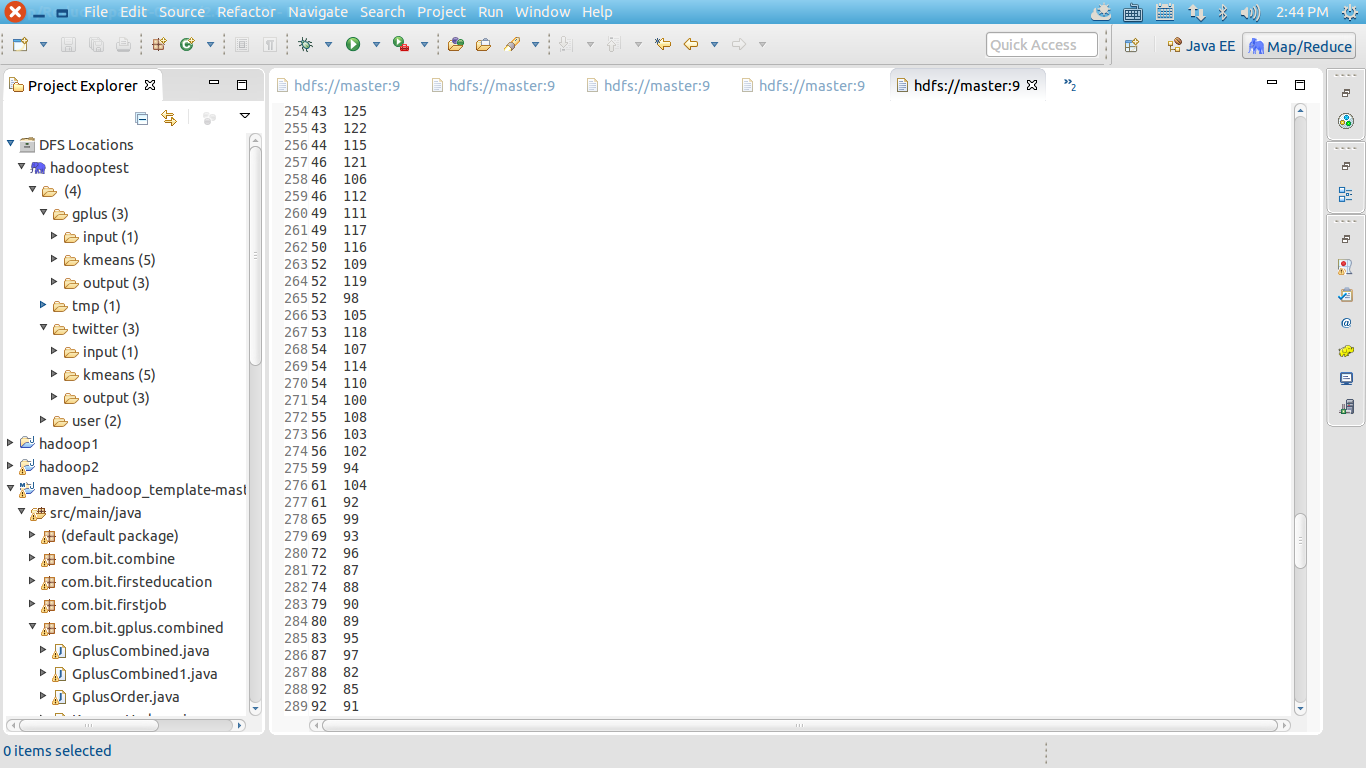 File Edit Source Refactor Navigate Search Project Run Window Help
2:44 PM
Quick Access
Java EE
Map/Reduce
Project Explorer
hdfs://master:9
hdfs://master:9
hdfs://master:9
hdfs://master:9
hdfs://master:9
»2
DFS Locations
hadooptest
(4)
gplus (3)
input (1)
kmeans (5)
output (3)
tmp (1)
twitter (3)
input (1)
kmeans (5)
output (3)
user (2)
hadoop1
hadoop2
maven_hadoop_template-mast
src/main/java
(default package)
com.bit.combine
com.bit.firsteducation
com.bit.firstjob
com.bit.gplus.combined
GplusCombined.java
GplusCombined1.java
GplusOrder.java
254 43 125
255 43 122
256 44 115
257 46 121
258 46 106
259 46 112
260 49 111
261 49 117
262 50 116
263 52 109
264 52 119
265 52 98
266 53 105
267 53 118
268 54 107
269 54 114
270 54 110
271 54 100
272 55 108
273 56 103
274 56 102
275 59 94
276 61 104
277 61 92
278 65 99
279 69 93
280 72 96
281 72 87
282 74 88
283 79 90
284 80 89
285 83 95
286 87 97
287 88 82
288 92 85
289 92 91
0 items selected